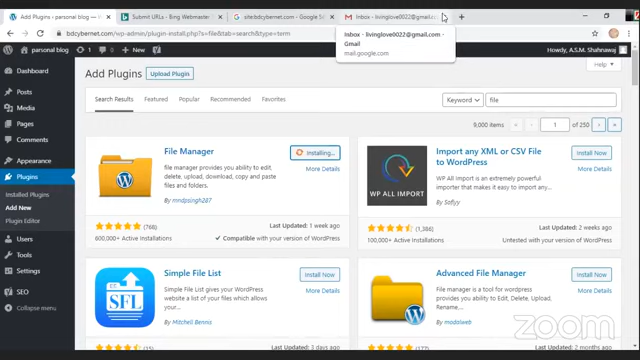 Add Plugins ‹ parsonal blog — W
Submit URLs - Bing Webmaster
site:bdcybernet.com - Google Se
Inbox - livinglove0022@gmail.c
bdcybernet.com/wp-admin/plugin-install.php?s=file&tab=search&type=term
Inbox - livinglove0022@gmail.com -
Gmail
mail.google.com
parsonal blog
0
New
Howdy, A.S.M. Shahnawaj
Help
Dashboard
Posts
Media
Pages
Comments
Appearance
Plugins
Installed Plugins
Add New
Plugin Editor
Users
Tools
Settings
SEO
Collapse menu
Add Plugins
Upload Plugin
Search Results
Featured
Popular
Recommended
Favorites
Keyword
file
9,000 items
«
‹
1
of 250
›
»
File Manager
Installing...
More Details
file manager provides you ability to edit,
delete, upload, download, copy and paste
files and folders.
By mndpsingh287
(768)
600,000+ Active Installations
Last Updated: 1 week ago
Compatible with your version of WordPress
Import any XML or CSV File
to WordPress
Install Now
More Details
WP ALL IMPORT
WP All Import is an extremely powerful
importer that makes it easy to import any...
By Soflyy
(1,386)
100,000+ Active Installations
Last Updated: 2 weeks ago
Untested with your version of WordPress
Simple File List
Install Now
More Details
SFL
Simple File List gives your WordPress
website a list of your files which allows
your...
By Mitchell Bennis
(15)
Last Updated: 3 days ago
Advanced File Manager
Install Now
More Details
wordpress file manager provides you
ability to Edit, Delete, Upload,
Rename...
By modalweb
(177)
Last Updated: 2 months ago
zoom